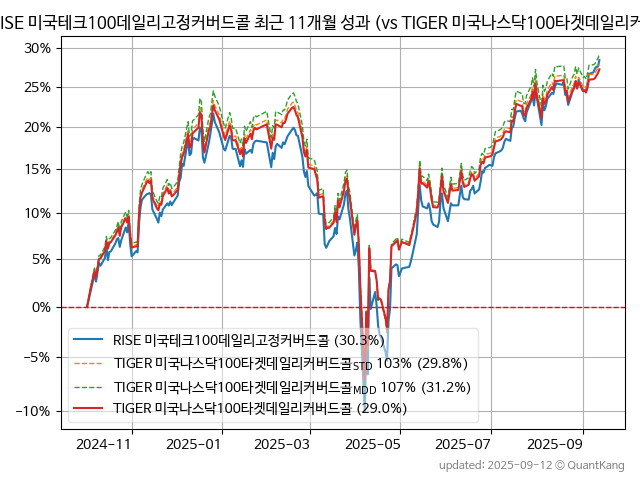 RISE 미국테크100데일리고정커버드콜 최근 11개월 성과 (vs TIGER 미국나스닥100타겟데일리커
30%
25%
20%
15%
10%
5%
0%
−5%
−10%
RISE 미국테크100데일리고정커버드콜 (30.3%)
TIGER 미국나스닥100타겟데일리커버드콜STD 103% (29.8%)
TIGER 미국나스닥100타겟데일리커버드콜MDD 107% (31.2%)
TIGER 미국나스닥100타겟데일리커버드콜 (29.0%)
2024−11 2025−01 2025−03 2025−05 2025−07 2025−09
updated: 2025-09-12 © QuantKang